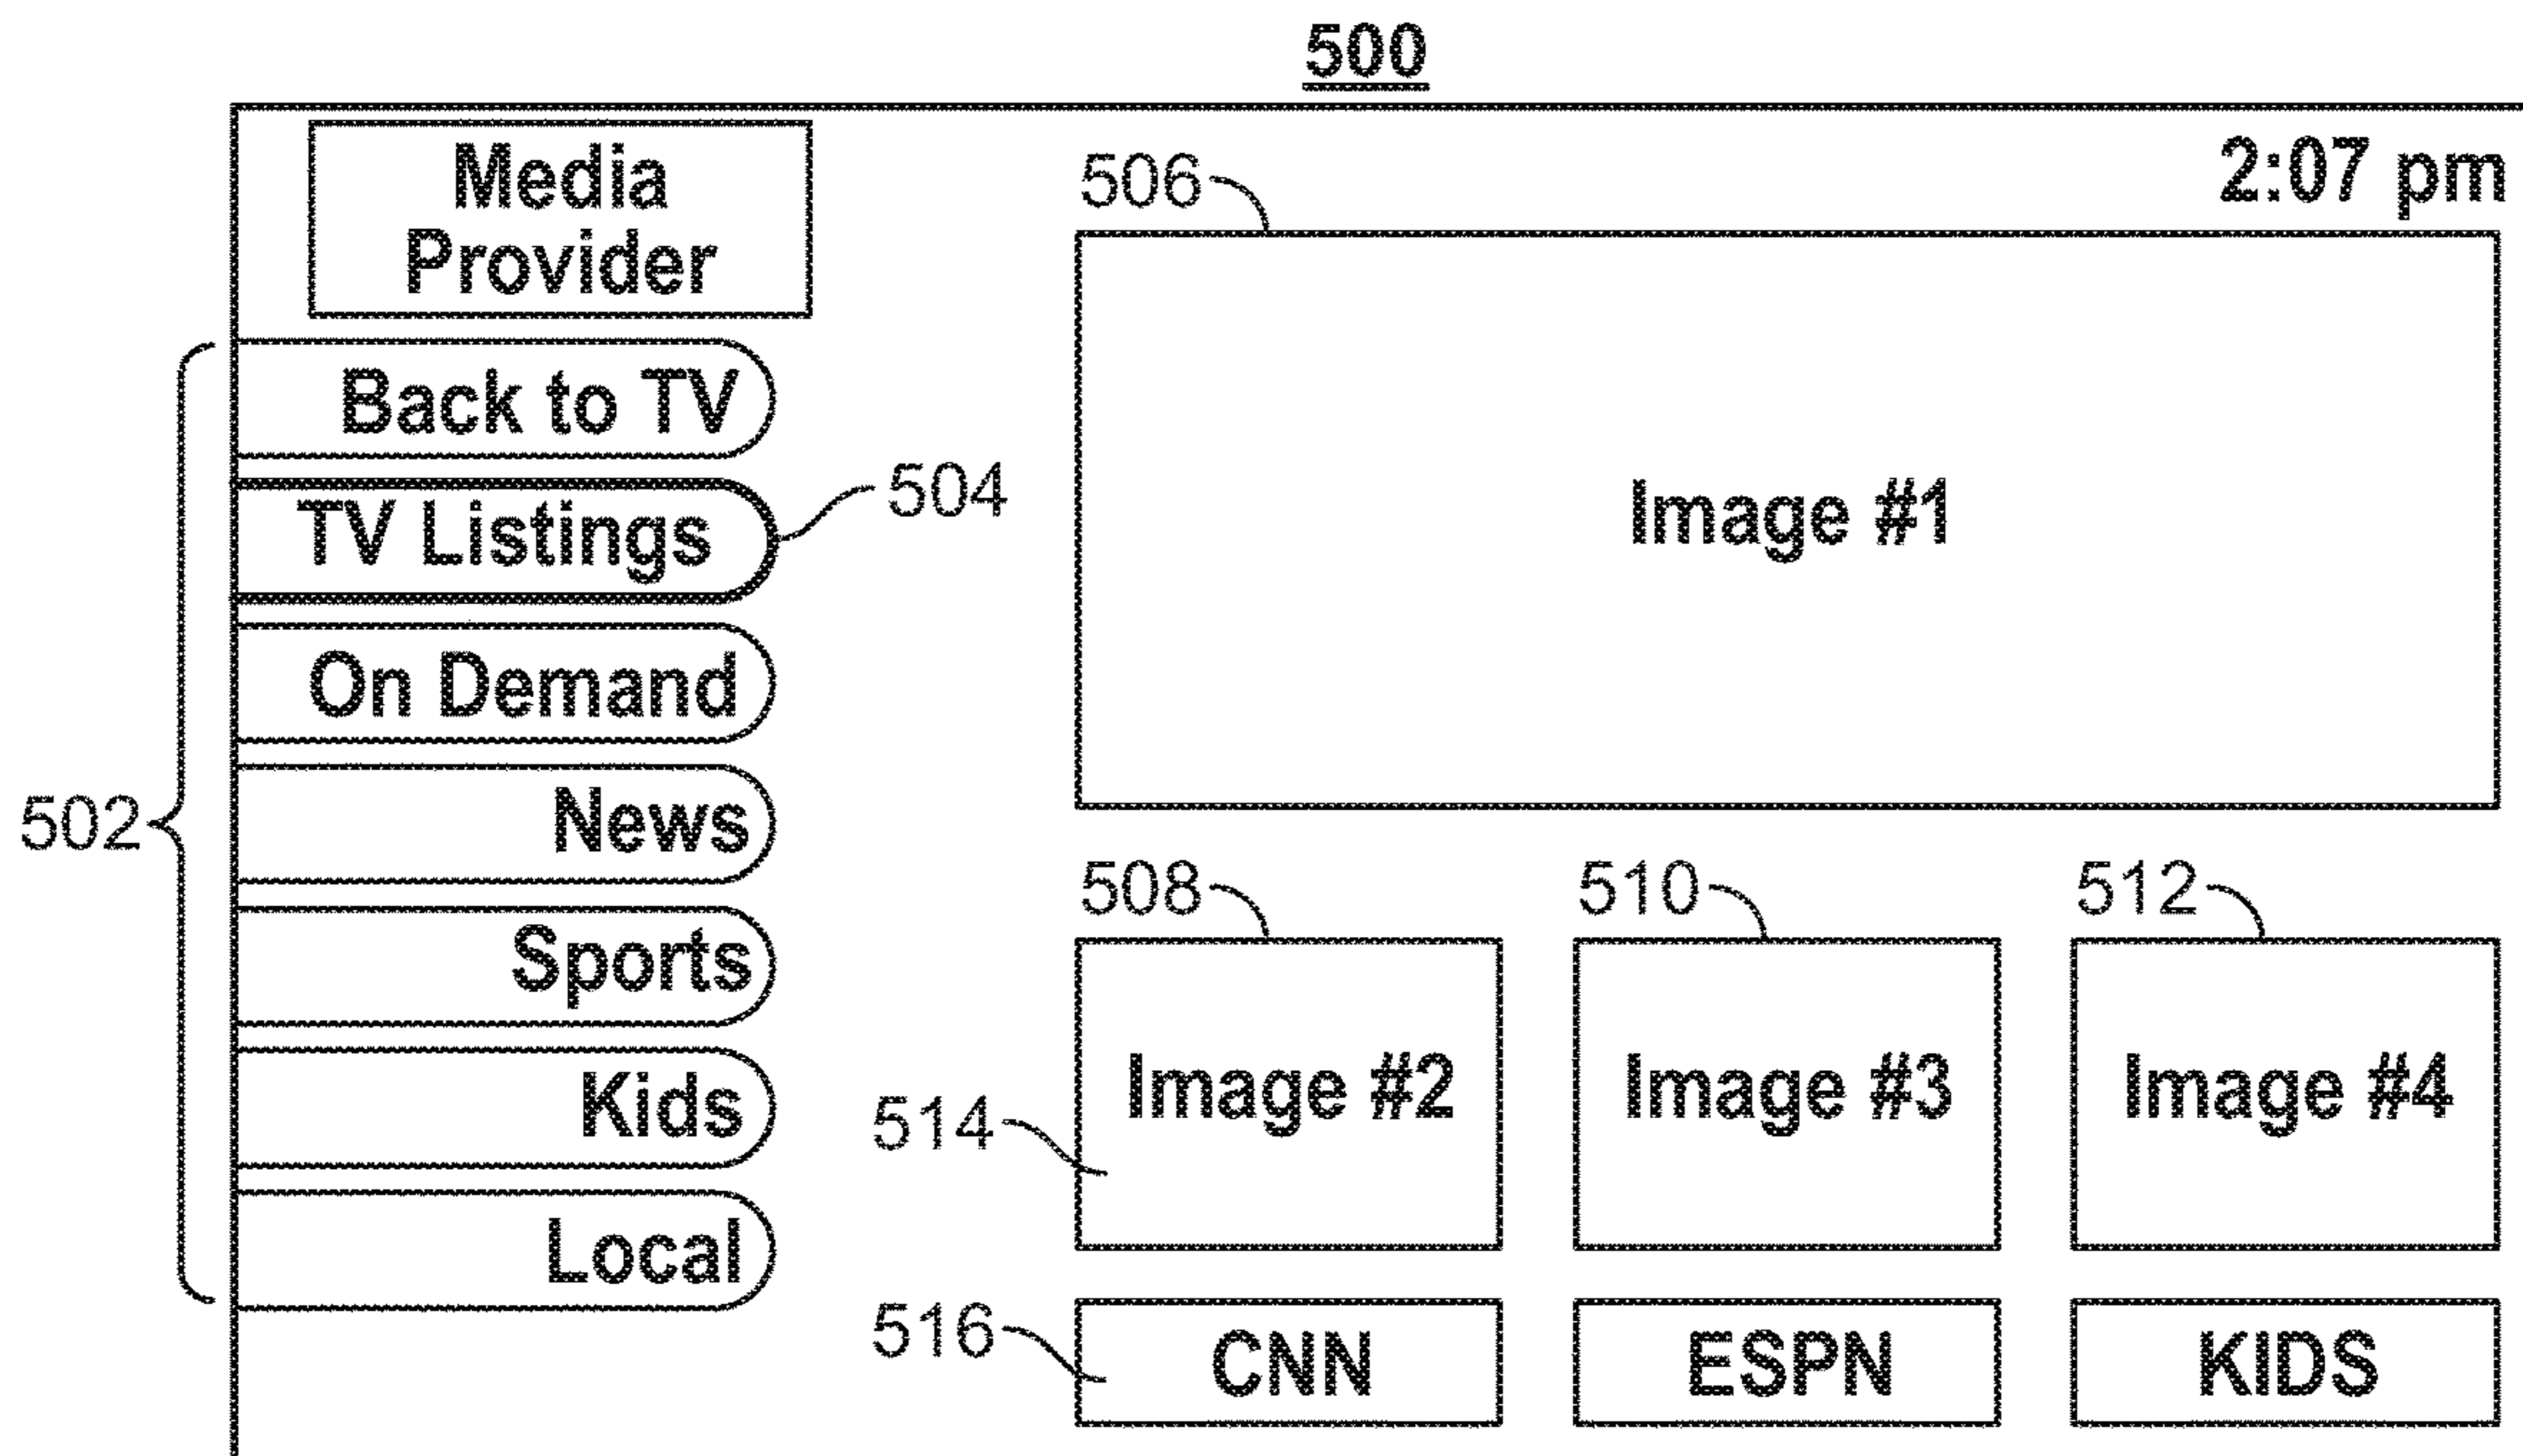 500
2:07 pm
Media
Provider
506
Back to TV
504
TV Listings
Image #1
On Demand
502
News
508
510
512
Sports
Image #2
Image #3
Image #4
514
Kids
Local
516
CNN
ESPN
KIDS